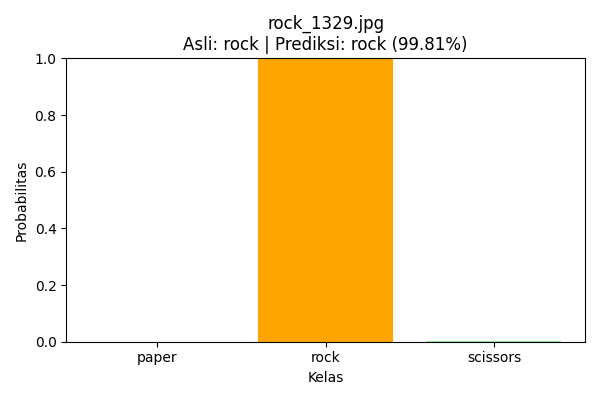 rock_1329.jpg
Asli: rock | Prediksi: rock (99.81%)
1.0
0.8
0.6
0.4
0.2
0.0
Probabilitas
paper
rock
scissors
Kelas